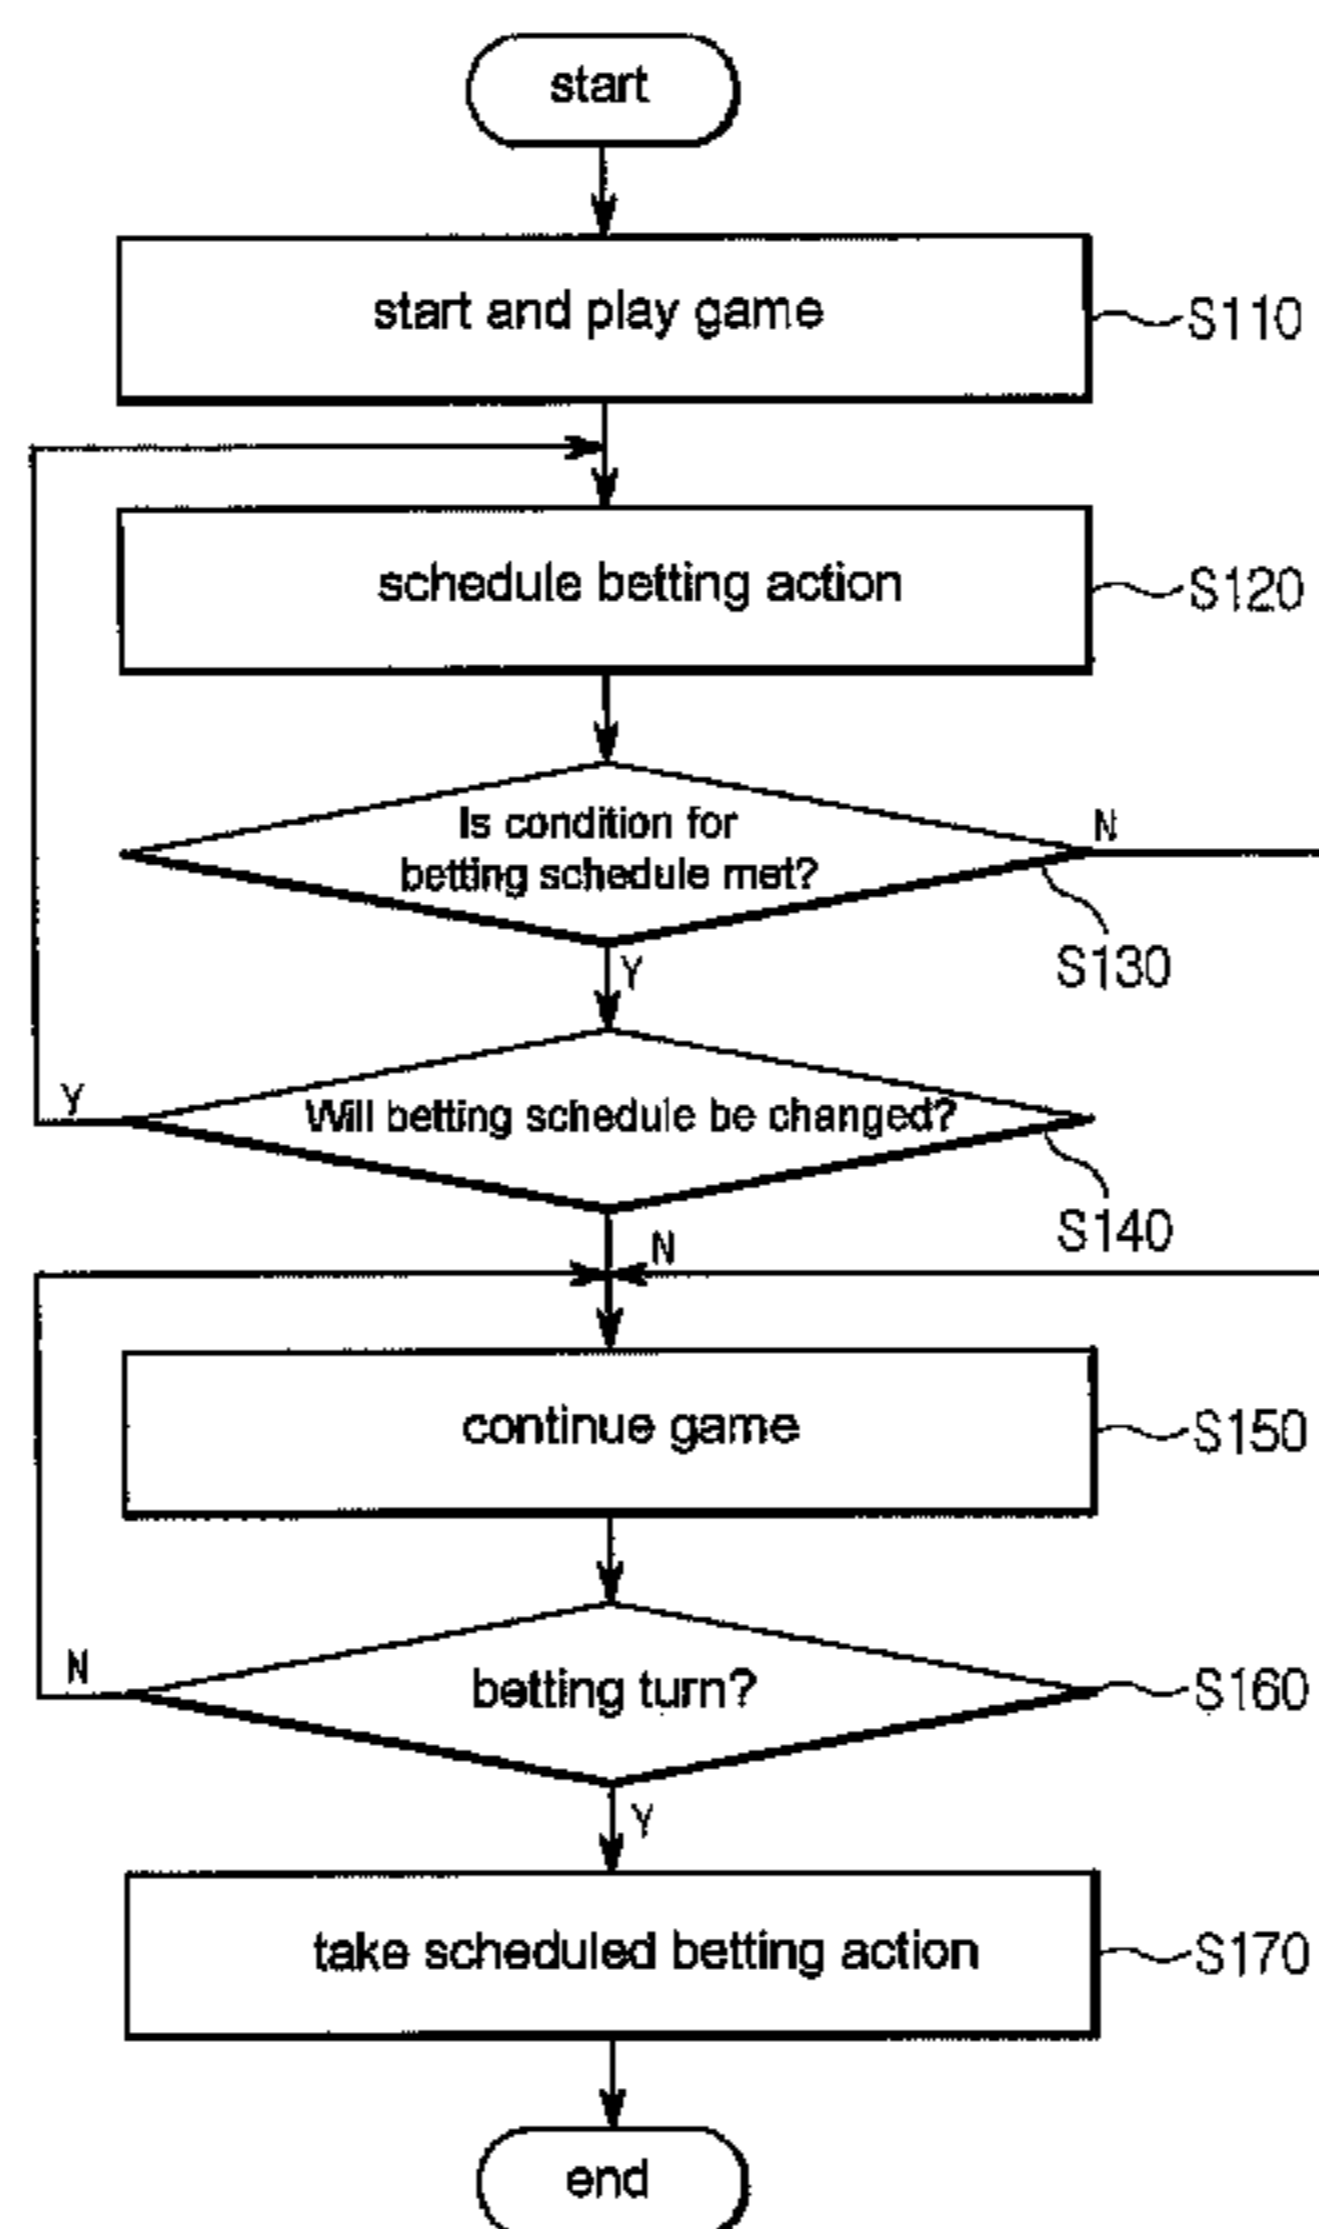 start
start and play game
S110
schedule betting action
S120
Is condition for
betting schedule met?
N
S130
Y
Will betting schedule be changed?
Y
S140
N
continue game
S150
betting turn?
N
S160
Y
take scheduled betting action
S170
end